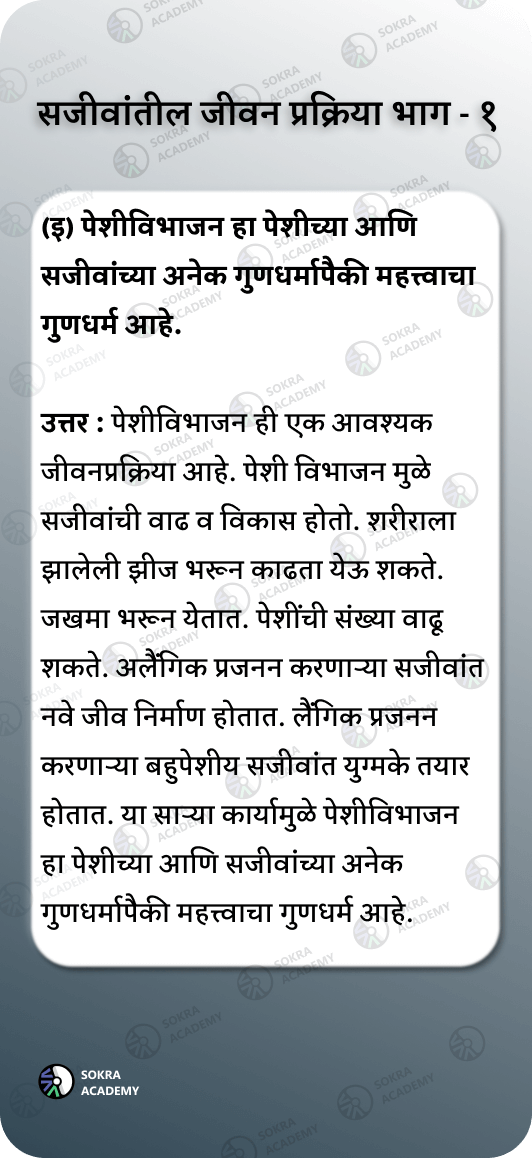 सजीवांतील जीवन प्रक्रिया भाग - १
(इ) पेशीविभाजन हा पेशीच्या आणि
सजीवांच्या अनेक गुणधर्मापैकी महत्त्वाचा
गुणधर्म आहे.
उत्तर : पेशीविभाजन ही एक आवश्यक
जीवनप्रक्रिया आहे. पेशी विभाजन मुळे
सजीवांची वाढ व विकास होतो. शरीराला
झालेली झीज भरून काढता येऊ शकते.
जखमा भरून येतात. पेशींची संख्या वाढू
शकते. अलैंगिक प्रजनन करणाऱ्या सजीवांत
नवे जीव निर्माण होतात. लैंगिक प्रजनन
करणाऱ्या बहुपेशीय सजीवांत युग्मके तयार
होतात. या साऱ्या कार्यामुळे पेशीविभाजन
हा पेशीच्या आणि सजीवांच्या अनेक
गुणधर्मापैकी महत्त्वाचा गुणधर्म आहे.
SOKRA
ACADEMY